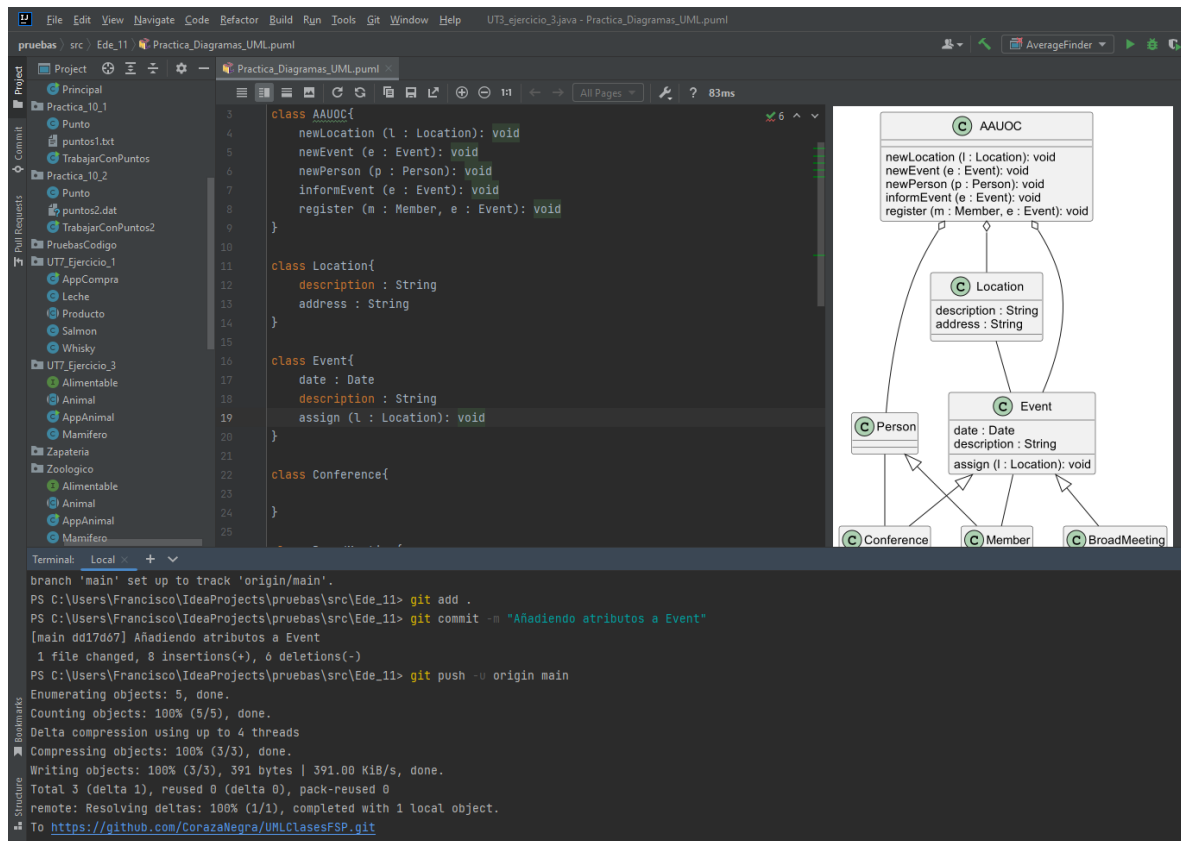 File Edit View Navigate Code Refactor Build Run Tools Git Window Help UT3_ejercicio_3.java - Practica_Diagramas_UML.puml
pruebas src Ede_11 Practica_Diagramas_UML.puml
AverageFinder
Project
Practica_Diagramas_UML.puml
1:1 All Pages ? 83ms
Project
Commit
Pull Requests
Bookmarks
Structure
Principal
Practica_10_1
Punto
puntos1.txt
TrabajarConPuntos
Practica_10_2
Punto
puntos2.dat
TrabajarConPuntos2
PruebasCodigo
UT7_Ejercicio_1
AppCompra
Leche
Producto
Salmon
Whisky
UT7_Ejercicio_3
Alimentable
Animal
AppAnimal
Mamifero
Zapateria
Zoologico
Alimentable
Animal
AppAnimal
Mamifero
6
3 class AAUOC{
4 newLocation (l : Location): void
5 newEvent (e : Event): void
6 newPerson (p : Person): void
7 informEvent (e : Event): void
8 register (m : Member, e : Event): void
9 }
10
11 class Location{
12 description : String
13 address : String
14 }
15
16 class Event{
17 date : Date
18 description : String
19 assign (l : Location): void
20 }
21
22 class Conference{
23
24 }
25
C AAUOC
newLocation (l : Location): void
newEvent (e : Event): void
newPerson (p : Person): void
informEvent (e : Event): void
register (m : Member, e : Event): void
C Location
description : String
address : String
C Event
date : Date
description : String
assign (l : Location): void
C Person
C Conference
C Member
C BroadMeeting
Terminal: Local
branch 'main' set up to track 'origin/main'.
PS C:\Users\Francisco\IdeaProjects\pruebas\src\Ede_11> git add .
PS C:\Users\Francisco\IdeaProjects\pruebas\src\Ede_11> git commit -m "Añadiendo atributos a Event"
[main dd17d67] Añadiendo atributos a Event
1 file changed, 8 insertions(+), 6 deletions(-)
PS C:\Users\Francisco\IdeaProjects\pruebas\src\Ede_11> git push -u origin main
Enumerating objects: 5, done.
Counting objects: 100% (5/5), done.
Delta compression using up to 4 threads
Compressing objects: 100% (3/3), done.
Writing objects: 100% (3/3), 391 bytes | 391.00 KiB/s, done.
Total 3 (delta 1), reused 0 (delta 0), pack-reused 0
remote: Resolving deltas: 100% (1/1), completed with 1 local object.
To https://github.com/CorazaNegra/UMLClasesFSP.git